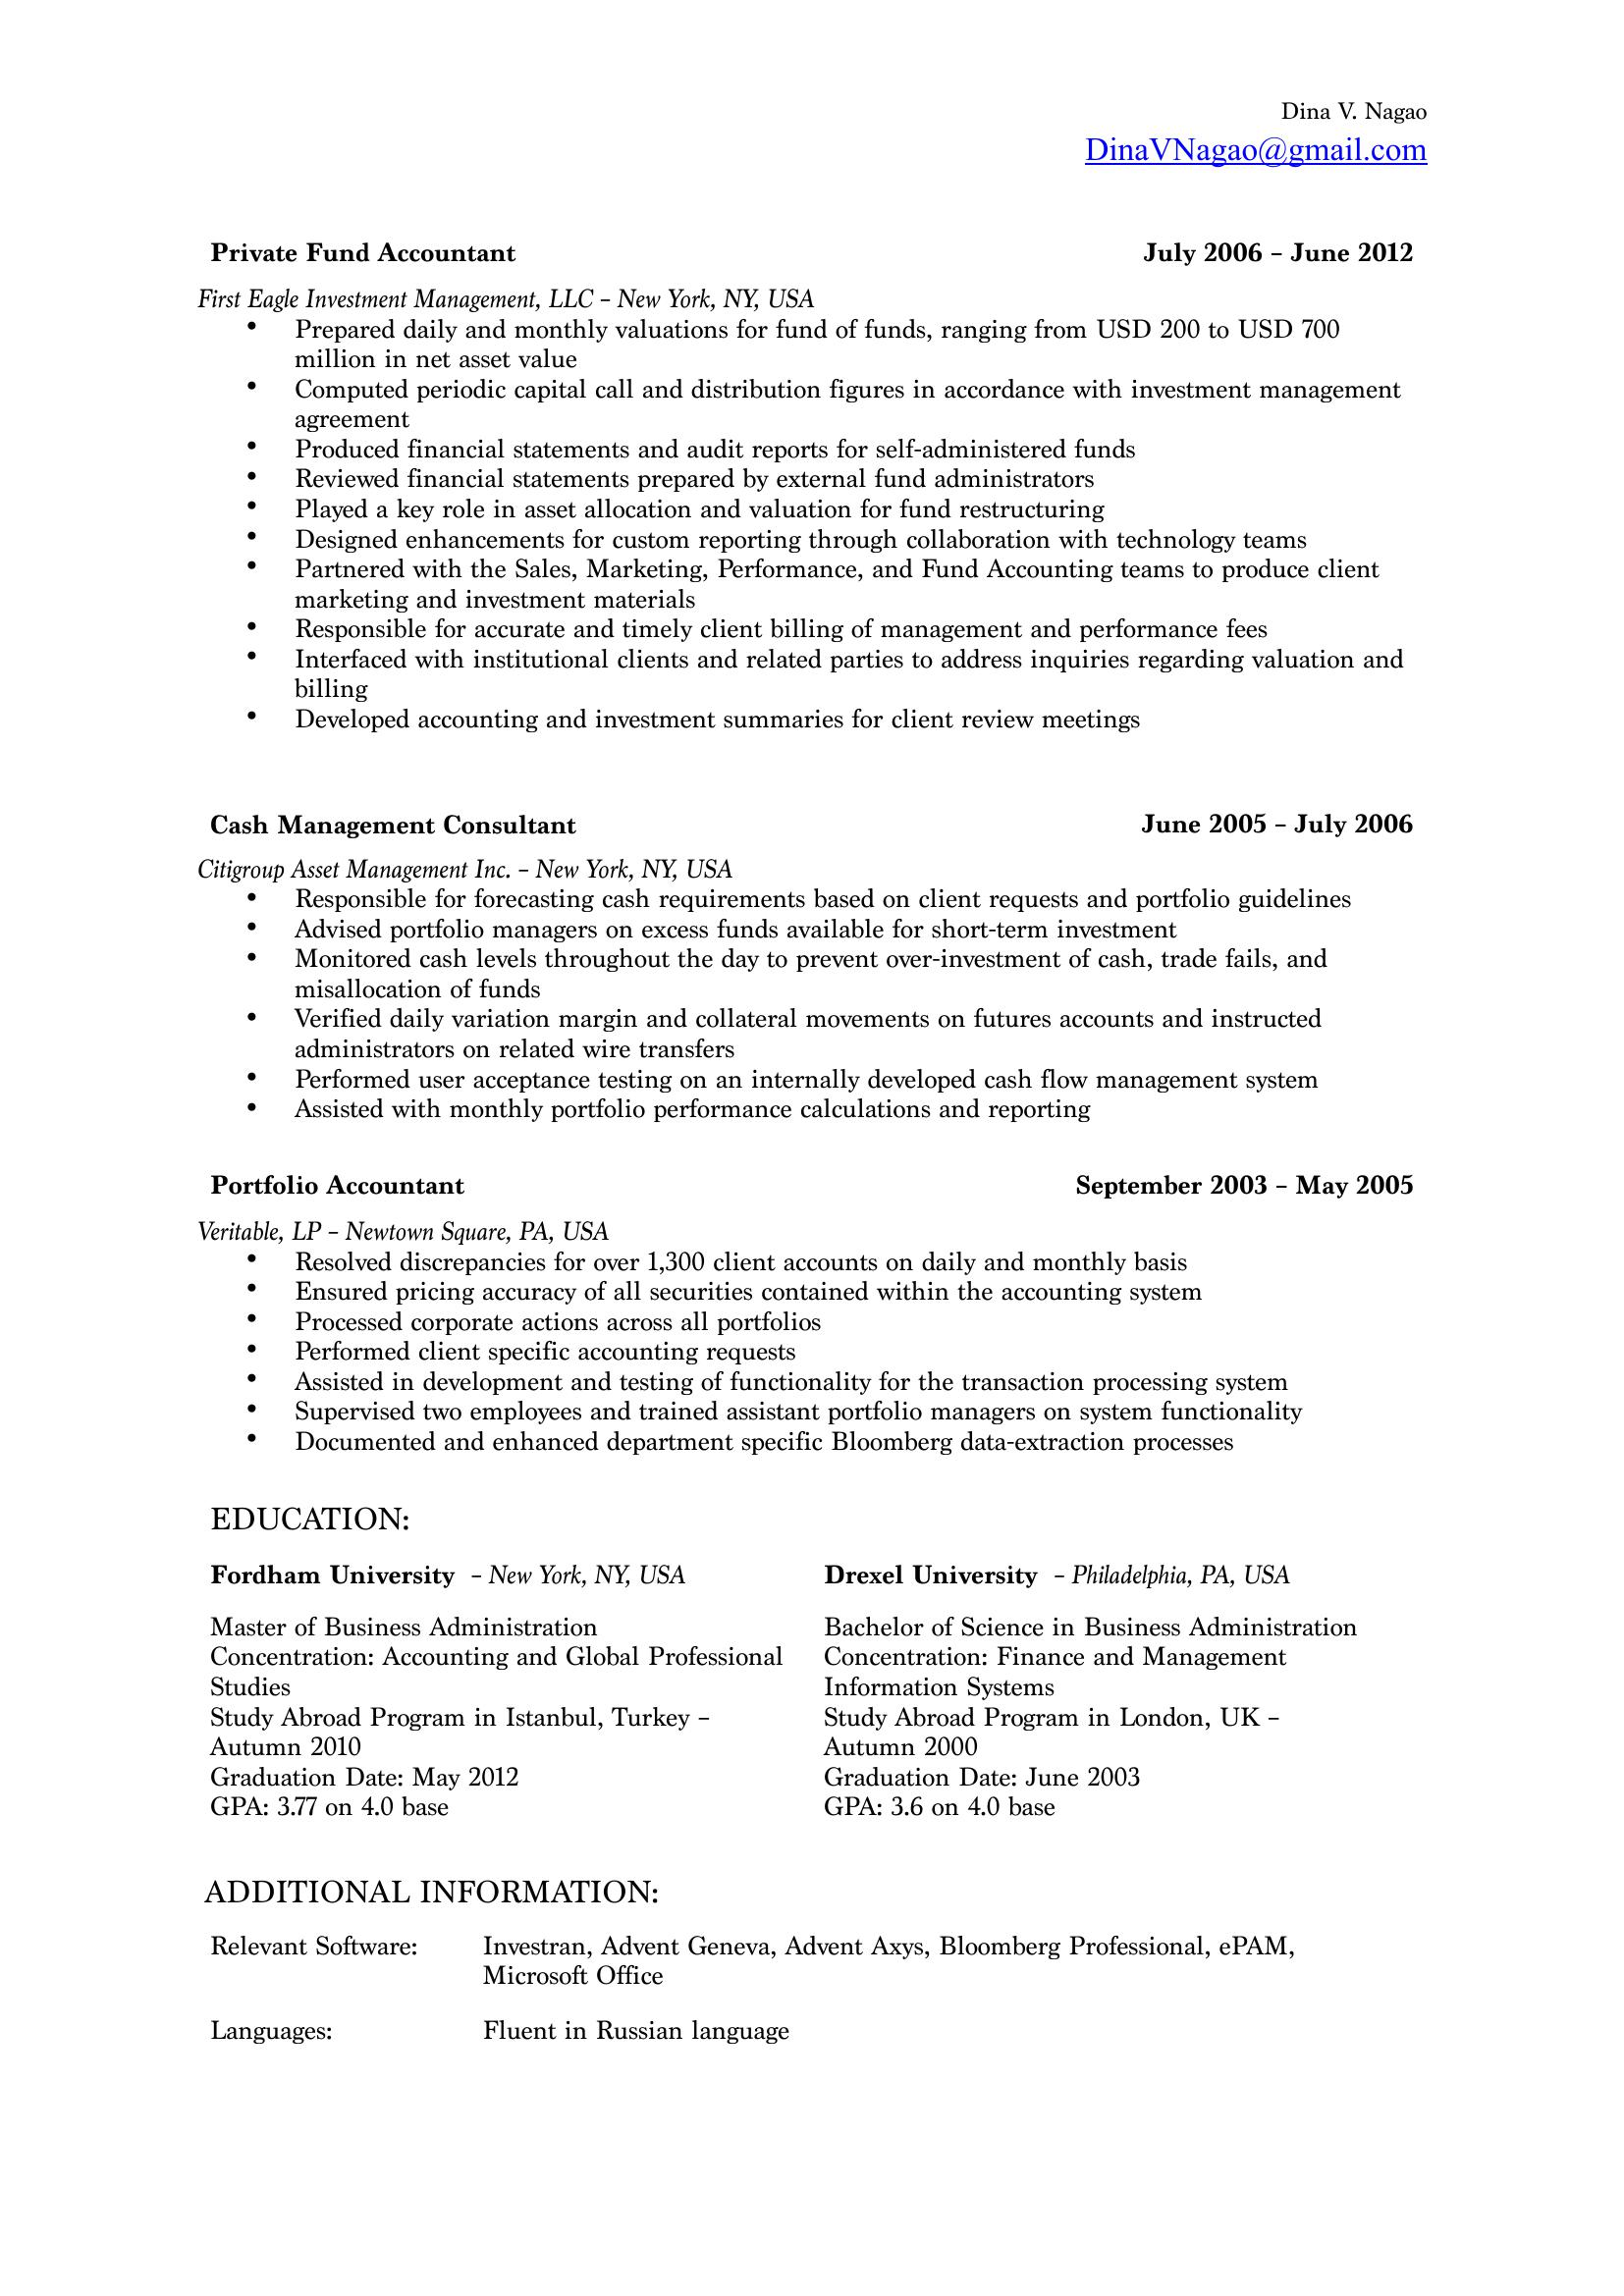 Dina V. Nagao
DinaVNagao@gmail.com
Private Fund Accountant July 2006 – June 2012
First Eagle Investment Management, LLC – New York, NY, USA
• Prepared daily and monthly valuations for fund of funds, ranging from USD 200 to USD 700
million in net asset value
• Computed periodic capital call and distribution figures in accordance with investment management
agreement
• Produced financial statements and audit reports for self-administered funds
• Reviewed financial statements prepared by external fund administrators
• Played a key role in asset allocation and valuation for fund restructuring
• Designed enhancements for custom reporting through collaboration with technology teams
• Partnered with the Sales, Marketing, Performance, and Fund Accounting teams to produce client
marketing and investment materials
• Responsible for accurate and timely client billing of management and performance fees
• Interfaced with institutional clients and related parties to address inquiries regarding valuation and
billing
• Developed accounting and investment summaries for client review meetings
Cash Management Consultant June 2005 – July 2006
Citigroup Asset Management Inc. – New York, NY, USA
• Responsible for forecasting cash requirements based on client requests and portfolio guidelines
• Advised portfolio managers on excess funds available for short-term investment
• Monitored cash levels throughout the day to prevent over-investment of cash, trade fails, and
misallocation of funds
• Verified daily variation margin and collateral movements on futures accounts and instructed
administrators on related wire transfers
• Performed user acceptance testing on an internally developed cash flow management system
• Assisted with monthly portfolio performance calculations and reporting
Portfolio Accountant September 2003 – May 2005
Veritable, LP – Newtown Square, PA, USA
• Resolved discrepancies for over 1,300 client accounts on daily and monthly basis
• Ensured pricing accuracy of all securities contained within the accounting system
• Processed corporate actions across all portfolios
• Performed client specific accounting requests
• Assisted in development and testing of functionality for the transaction processing system
• Supervised two employees and trained assistant portfolio managers on system functionality
• Documented and enhanced department specific Bloomberg data-extraction processes
EDUCATION:
Fordham University – New York, NY, USA
Master of Business Administration
Concentration: Accounting and Global Professional
Studies
Study Abroad Program in Istanbul, Turkey –
Autumn 2010
Graduation Date: May 2012
GPA: 3.77 on 4.0 base
Drexel University – Philadelphia, PA, USA
Bachelor of Science in Business Administration
Concentration: Finance and Management
Information Systems
Study Abroad Program in London, UK –
Autumn 2000
Graduation Date: June 2003
GPA: 3.6 on 4.0 base
ADDITIONAL INFORMATION:
Relevant Software: Investran, Advent Geneva, Advent Axys, Bloomberg Professional, ePAM,
Microsoft Office
Languages: Fluent in Russian language